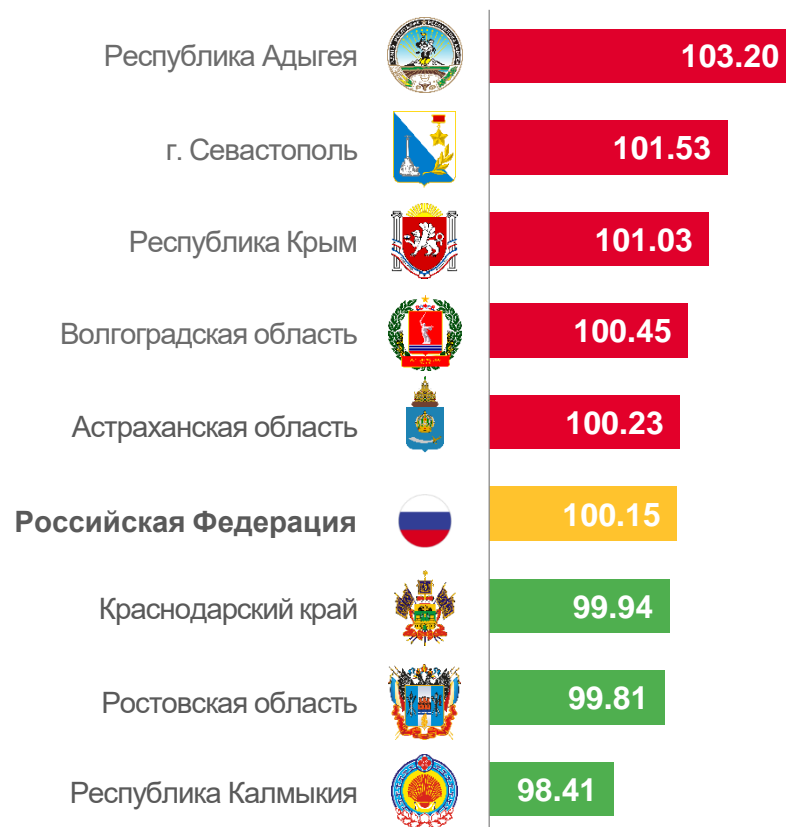 Республика Адыгея 103.20
г. Севастополь 101.53
Республика Крым 101.03
Волгоградская область 100.45
Астраханская область 100.23
Российская Федерация 100.15
Краснодарский край 99.94
Ростовская область 99.81
Республика Калмыкия 98.41